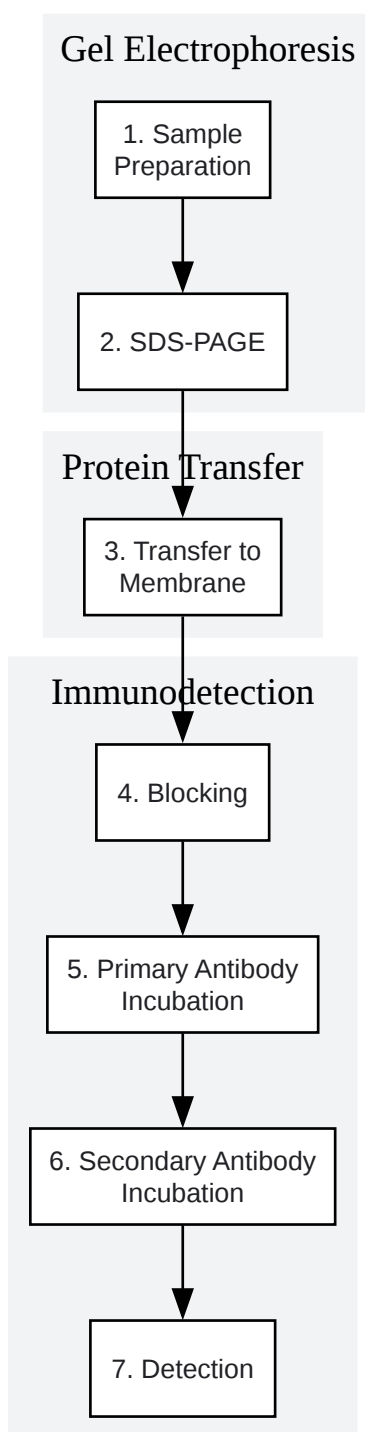 Gel Electrophoresis
1. Sample
Preparation
2. SDS-PAGE
Protein Transfer
3. Transfer to
Membrane
Immunodetection
4. Blocking
5. Primary Antibody
Incubation
6. Secondary Antibody
Incubation
7. Detection